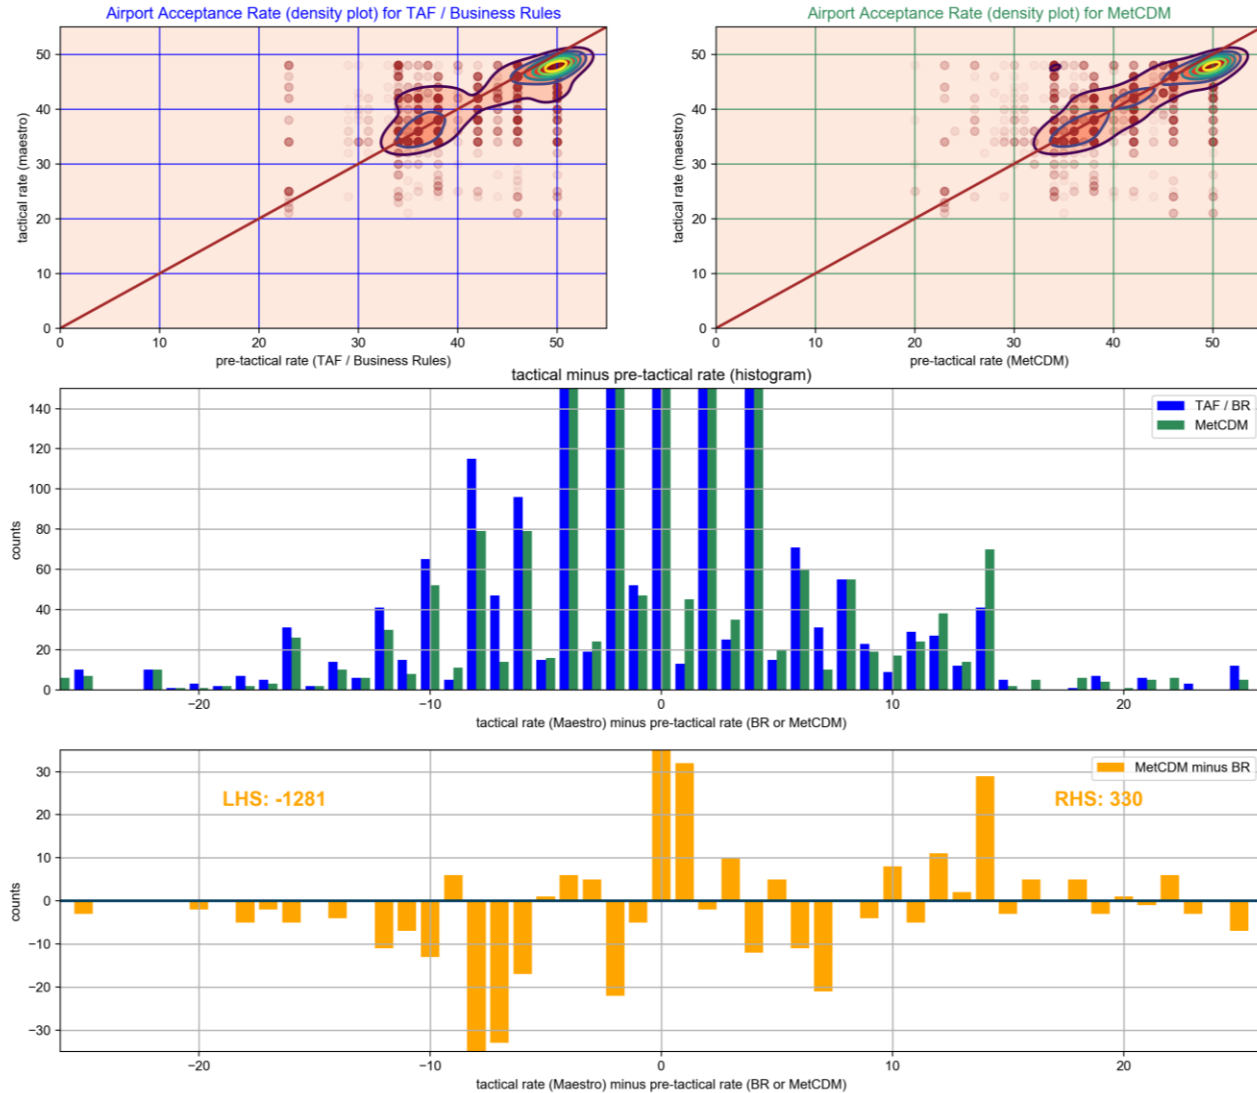 Airport Acceptance Rate (density plot) for TAF / Business Rules
50
40
30
20
10
0
tactical rate (maestro)
0 10 20 30 40 50
pre-tactical rate (TAF / Business Rules)
Airport Acceptance Rate (density plot) for MetCDM
50
40
30
20
10
0
tactical rate (maestro)
0 10 20 30 40 50
pre-tactical rate (MetCDM)
tactical minus pre-tactical rate (histogram)
140
120
100
80
60
40
20
0
counts
TAF / BR
MetCDM
−20 −10 0 10 20
tactical rate (Maestro) minus pre-tactical rate (BR or MetCDM)
30
20
10
0
−10
−20
−30
counts
MetCDM minus BR
LHS: -1281
RHS: 330
−20 −10 0 10 20
tactical rate (Maestro) minus pre-tactical rate (BR or MetCDM)